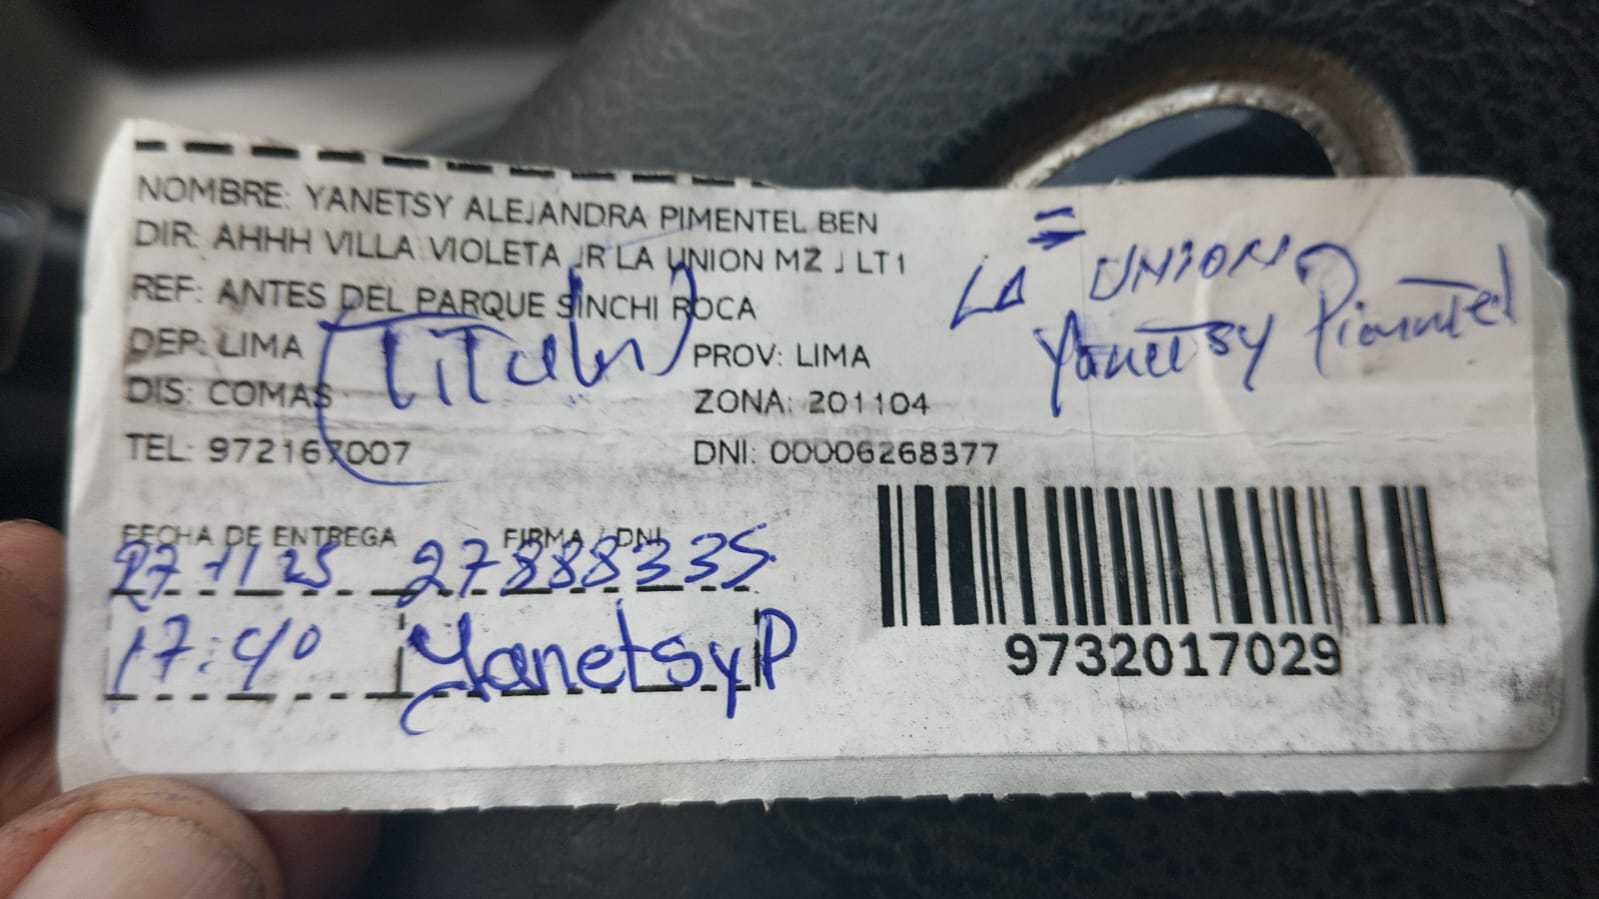 NOMBRE: YANETSY ALEJANDRA PIMENTEL BEN
DIR: AHHH VILLA VIOLETA JR LA UNION MZ J LT1
REF: ANTES DEL PARQUE SINCHI ROCA
DEP: LIMA
PROV: LIMA
DIS: COMAS
ZONA: 201104
TEL: 972167007
DNI: 00006268377
(Titular)
= LA UNION
Yanetsy Pimentel
FECHA DE ENTREGA
FIRMA / DNI
27 11 25
27888335
17:40
Yanetsy P
9732017029